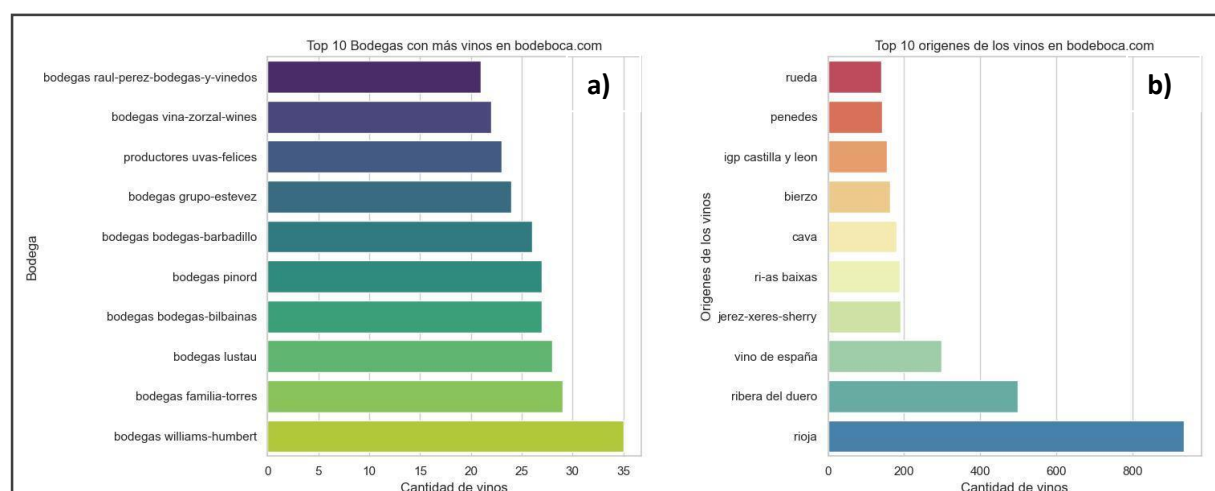 Top 10 Bodegas con más vinos en bodeboca.com
a)
bodegas raul-perez-bodegas-y-vinedos
bodegas vina-zorzal-wines
productores uvas-felices
bodegas grupo-estevez
bodegas bodegas-barbadillo
bodegas pinord
bodegas bodegas-bilbainas
bodegas lustau
bodegas familia-torres
bodegas williams-humbert
Bodega
0 5 10 15 20 25 30 35
Cantidad de vinos
Top 10 origenes de los vinos en bodeboca.com
b)
rueda
penedes
igp castilla y leon
bierzo
cava
ri-as baixas
jerez-xeres-sherry
vino de españa
ribera del duero
rioja
Origenes de los vinos
0 200 400 600 800
Cantidad de vinos